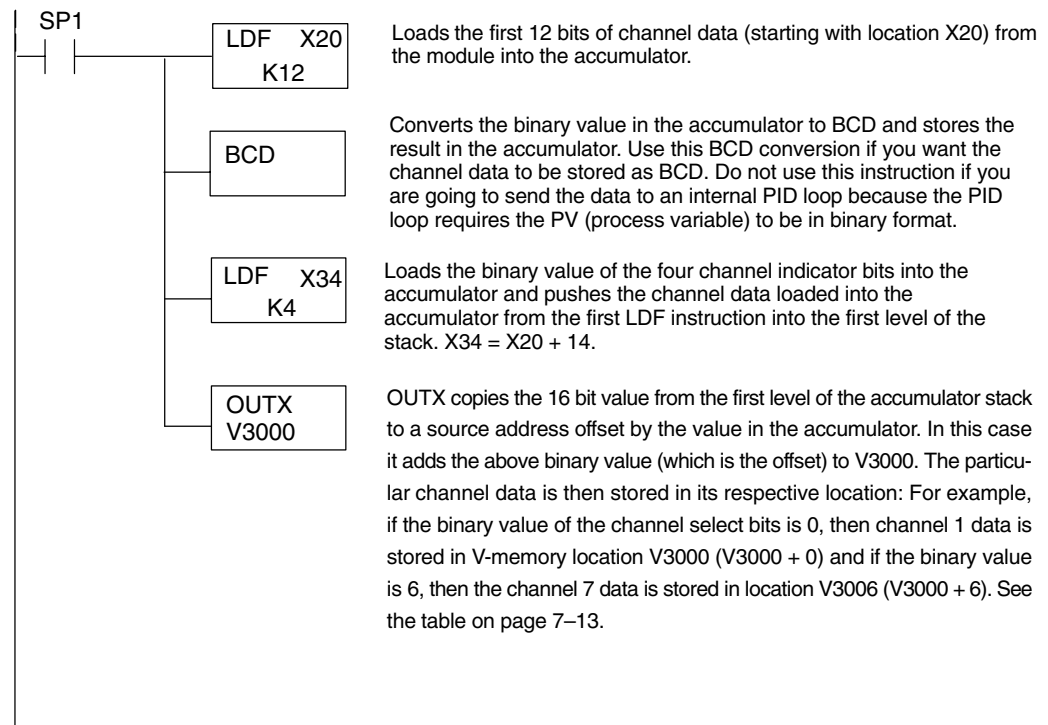 SP1
LDF X20
K12
Loads the first 12 bits of channel data (starting with location X20) from
the module into the accumulator.
BCD
Converts the binary value in the accumulator to BCD and stores the
result in the accumulator. Use this BCD conversion if you want the
channel data to be stored as BCD. Do not use this instruction if you
are going to send the data to an internal PID loop because the PID
loop requires the PV (process variable) to be in binary format.
LDF X34
K4
Loads the binary value of the four channel indicator bits into the
accumulator and pushes the channel data loaded into the
accumulator from the first LDF instruction into the first level of the
stack. X34 = X20 + 14.
OUTX
V3000
OUTX copies the 16 bit value from the first level of the accumulator stack
to a source address offset by the value in the accumulator. In this case
it adds the above binary value (which is the offset) to V3000. The particu-
lar channel data is then stored in its respective location: For example,
if the binary value of the channel select bits is 0, then channel 1 data is
stored in V-memory location V3000 (V3000 + 0) and if the binary value
is 6, then the channel 7 data is stored in location V3006 (V3000 + 6). See
the table on page 7–13.